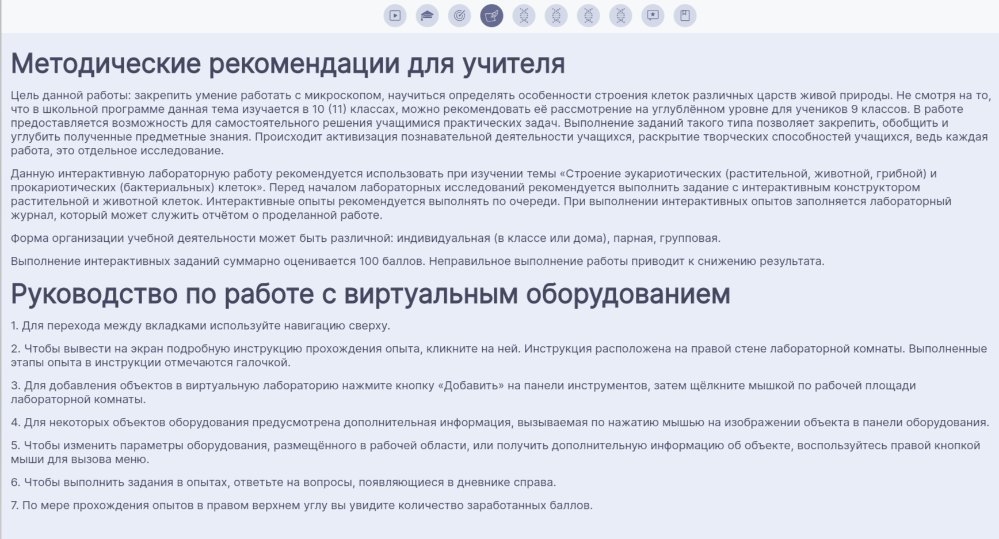 Методические рекомендации для учителя
Цель данной работы: закрепить умение работать с микроскопом, научиться определять особенности строения клеток различных царств живой природы. Не смотря на то,
что в школьной программе данная тема изучается в 10 (11) классах, можно рекомендовать её рассмотрение на углублённом уровне для учеников 9 классов. В работе
предоставляется возможность для самостоятельного решения учащимися практических задач. Выполнение заданий такого типа позволяет закрепить, обобщить и
углубить полученные предметные знания. Происходит активизация познавательной деятельности учащихся, раскрытие творческих способностей учащихся, ведь каждая
работа, это отдельное исследование.
Данную интерактивную лабораторную работу рекомендуется использовать при изучении темы «Строение эукариотических (растительной, животной, грибной) и
прокариотических (бактериальных) клеток». Перед началом лабораторных исследований рекомендуется выполнить задание с интерактивным конструктором
растительной и животной клеток. Интерактивные опыты рекомендуется выполнять по очереди. При выполнении интерактивных опытов заполняется лабораторный
журнал, который может служить отчётом о проделанной работе.
Форма организации учебной деятельности может быть различной: индивидуальная (в классе или дома), парная, групповая.
Выполнение интерактивных заданий суммарно оценивается 100 баллов. Неправильное выполнение работы приводит к снижению результата.
Руководство по работе с виртуальным оборудованием
1. Для перехода между вкладками используйте навигацию сверху.
2. Чтобы вывести на экран подробную инструкцию прохождения опыта, кликните на ней. Инструкция расположена на правой стене лабораторной комнаты. Выполненные
этапы опыта в инструкции отмечаются галочкой.
3. Для добавления объектов в виртуальную лабораторию нажмите кнопку «Добавить» на панели инструментов, затем щёлкните мышкой по рабочей площади
лабораторной комнаты.
4. Для некоторых объектов оборудования предусмотрена дополнительная информация, вызываемая по нажатию мышью на изображении объекта в панели оборудования.
5. Чтобы изменить параметры оборудования, размещённого в рабочей области, или получить дополнительную информацию об объекте, воспользуйтесь правой кнопкой
мыши для вызова меню.
6. Чтобы выполнить задания в опытах, ответьте на вопросы, появляющиеся в дневнике справа.
7. По мере прохождения опытов в правом верхнем углу вы увидите количество заработанных баллов.